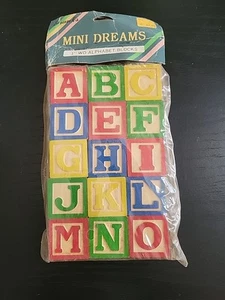 MINI DREAMS
1" WD ALPHABET BLOCKS
A B C
D E F
G H I
J K L
M N O